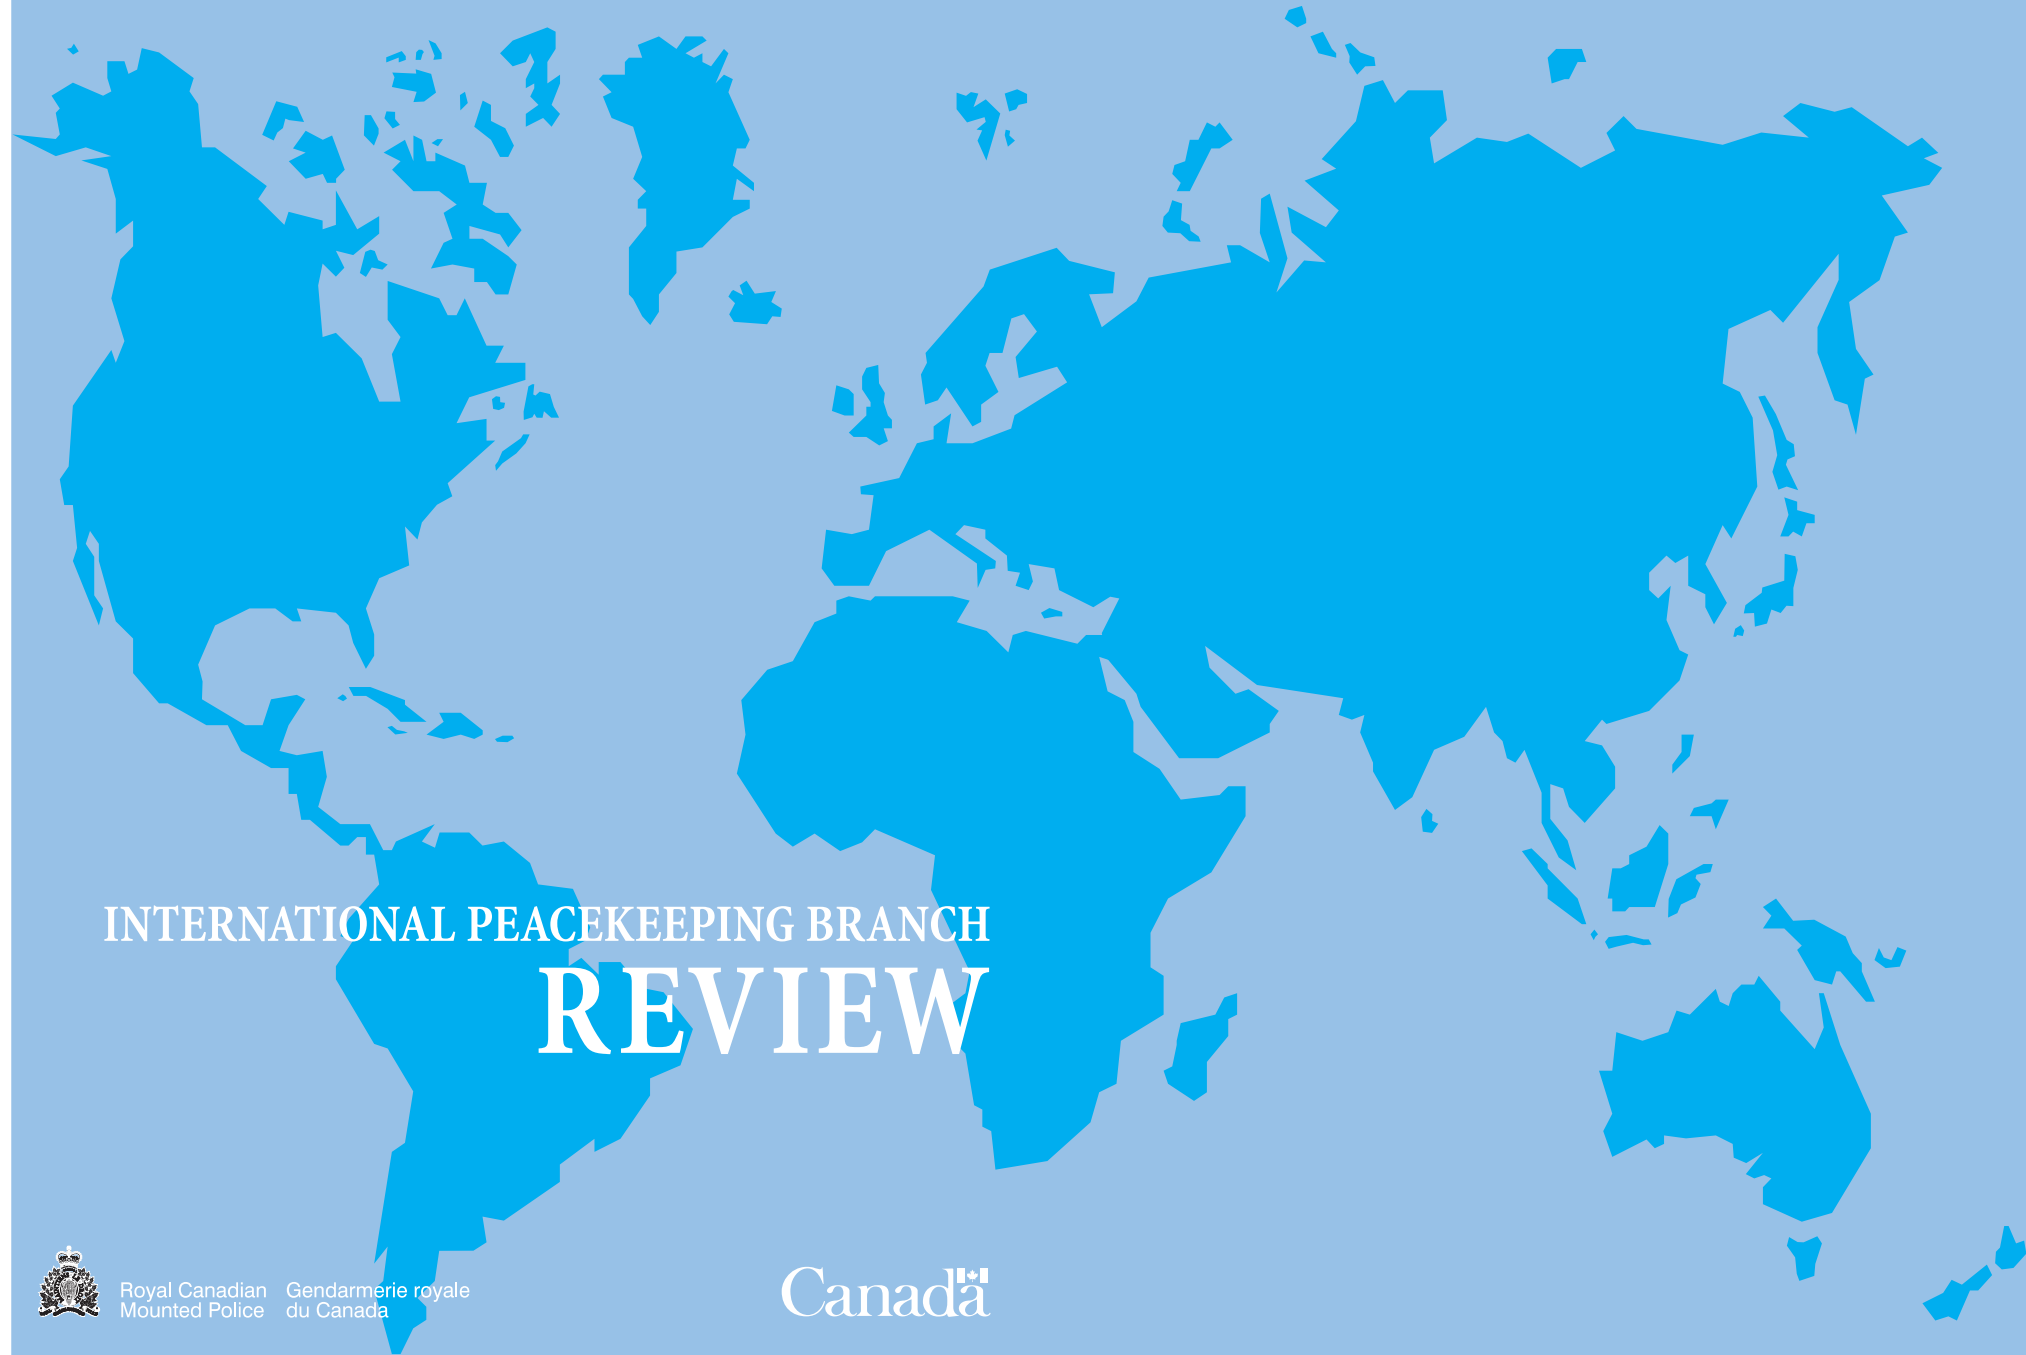 INTERNATIONAL PEACEKEEPING BRANCH
REVIEW
Royal Canadian Gendarmerie royale
Mounted Police du Canada
Canada